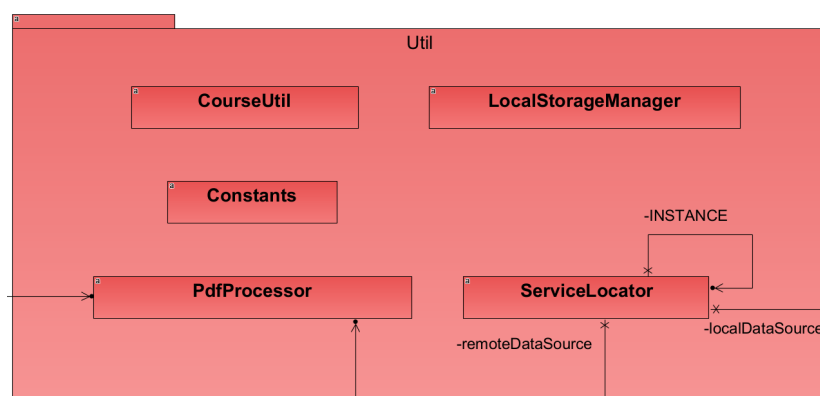 Util
CourseUtil
LocalStorageManager
Constants
-INSTANCE
PdfProcessor
ServiceLocator
-localDataSource
-remoteDataSource